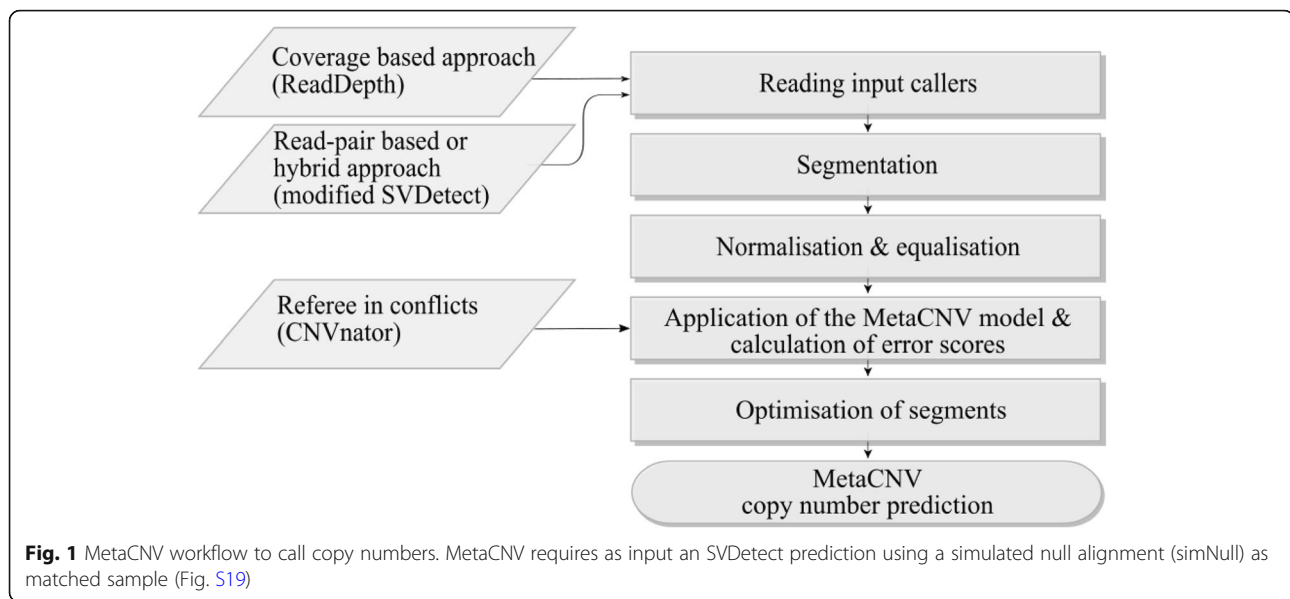 Coverage based approach
(ReadDepth)
Read-pair based or
hybrid approach
(modified SVDetect)
Referee in conflicts
(CNVnator)
Reading input callers
Segmentation
Normalisation & equalisation
Application of the MetaCNV model &
calculation of error scores
Optimisation of segments
MetaCNV
copy number prediction
Fig. 1 MetaCNV workflow to call copy numbers. MetaCNV requires as input an SVDetect prediction using a simulated null alignment (simNull) as
matched sample (Fig. S19)